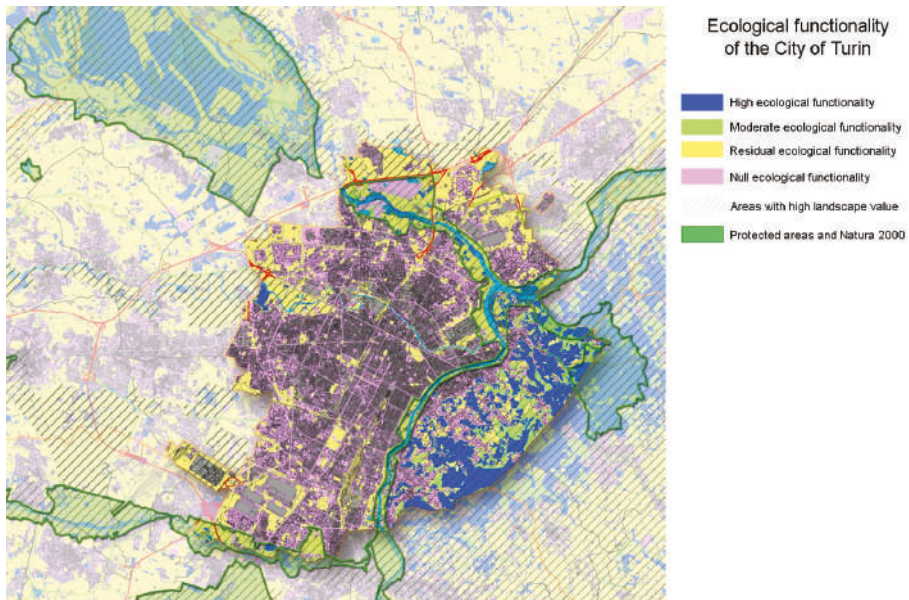 Ecological functionality
of the City of Turin
High ecological functionality
Moderate ecological functionality
Residual ecological functionality
Null ecological functionality
Areas with high landscape value
Protected areas and Natura 2000